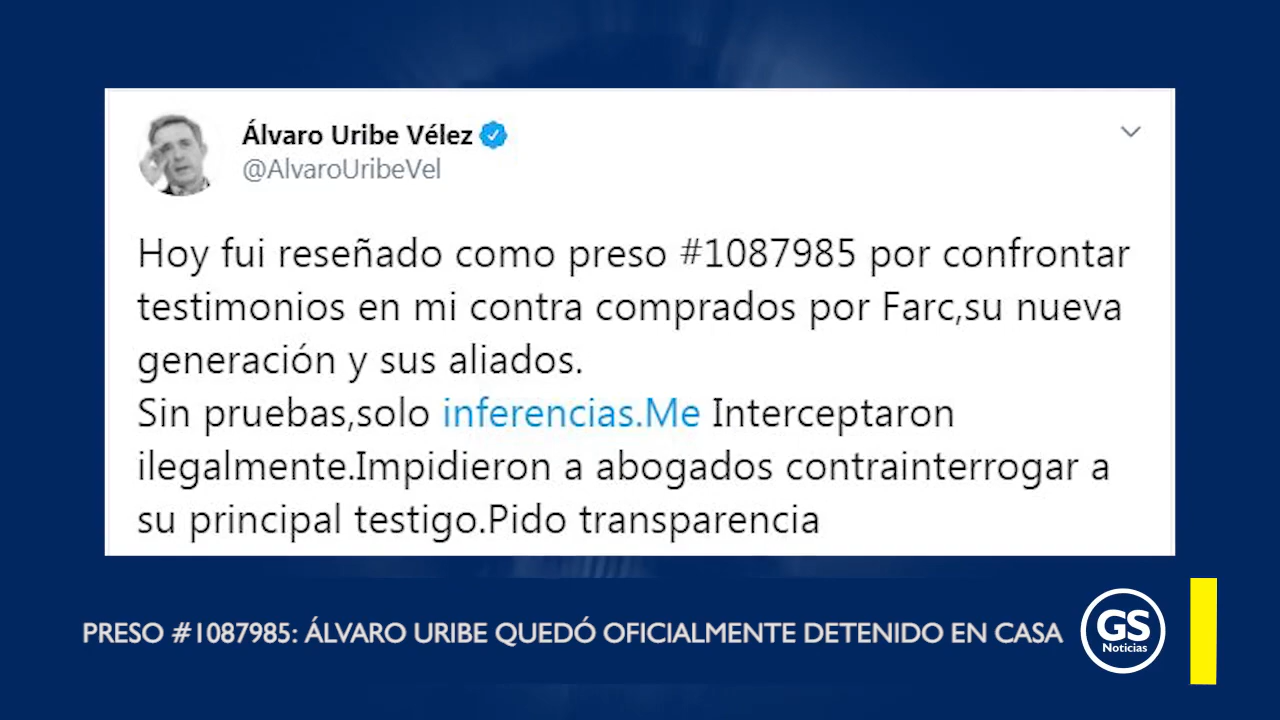 Álvaro Uribe Vélez
@AlvaroUribeVel
Hoy fui reseñado como preso #1087985 por confrontar
testimonios en mi contra comprados por Farc,su nueva
generación y sus aliados.
Sin pruebas,solo inferencias.Me Interceptaron
ilegalmente.Impidieron a abogados contrainterrogar a
su principal testigo.Pido transparencia
PRESO #1087985: ÁLVARO URIBE QUEDÓ OFICIALMENTE DETENIDO EN CASA
GS
Noticias